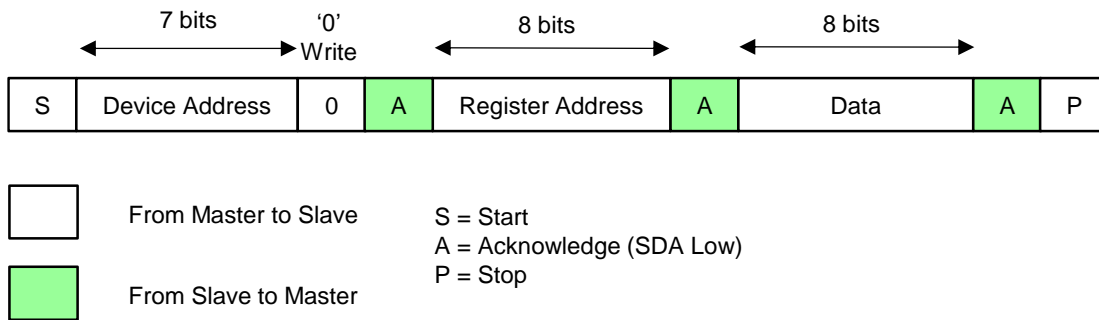 7 bits
‘0’
Write
8 bits
8 bits
S Device Address 0 A Register Address A Data A P
From Master to Slave
From Slave to Master
S = Start
A = Acknowledge (SDA Low)
P = Stop